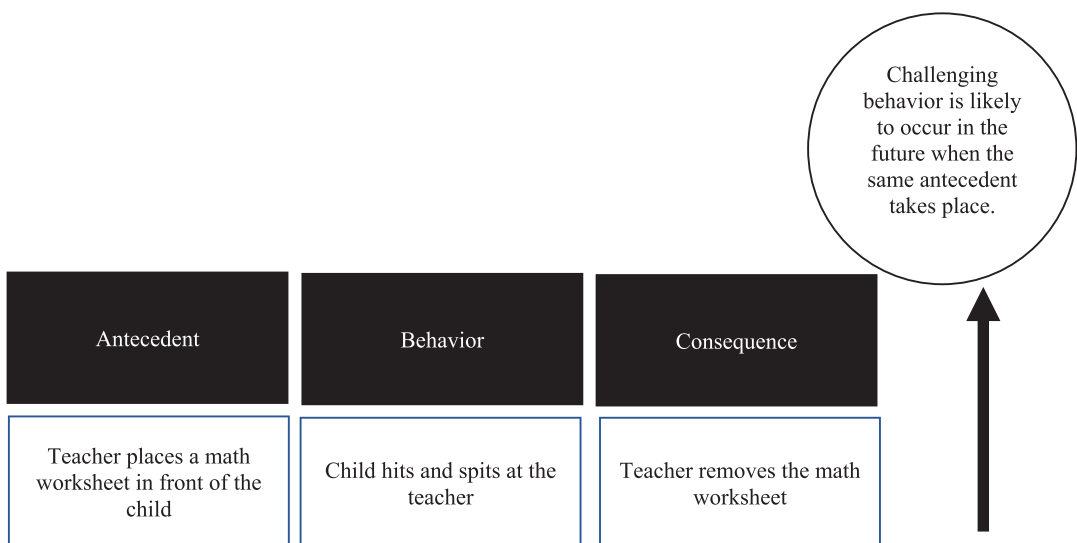 Challenging
behavior is likely
to occur in the
future when the
same antecedent
takes place.
Antecedent
Behavior
Consequence
Teacher places a math
worksheet in front of the
child
Child hits and spits at the
teacher
Teacher removes the math
worksheet